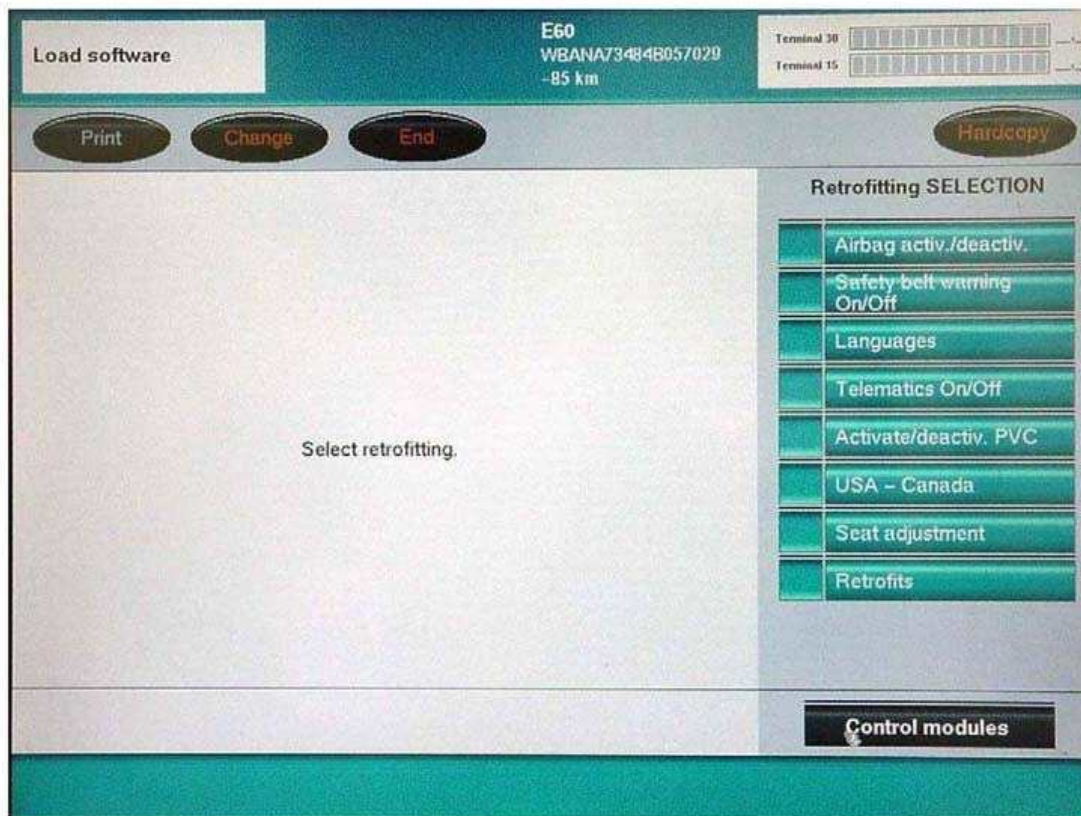 Load software
E60
WBANA73484B057029
-85 km
Terminal 30
Terminal 15
Print
Change
End
Hardcopy
Retrofitting SELECTION
Airbag activ./deactiv.
Safety belt warning
On/Off
Languages
Telematics On/Off
Activate/deactiv. PVC
USA – Canada
Seat adjustment
Retrofits
Select retrofitting.
Control modules